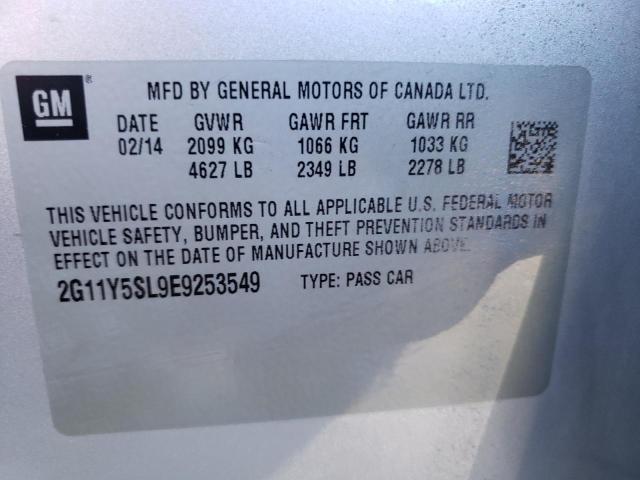 GM®
MFD BY GENERAL MOTORS OF CANADA LTD.
DATE GVWR GAWR FRT GAWR RR
02/14 2099 KG 1066 KG 1033 KG
4627 LB 2349 LB 2278 LB
THIS VEHICLE CONFORMS TO ALL APPLICABLE U.S. FEDERAL MOTOR
VEHICLE SAFETY, BUMPER, AND THEFT PREVENTION STANDARDS IN
EFFECT ON THE DATE OF MANUFACTURE SHOWN ABOVE.
2G11Y5SL9E9253549 TYPE: PASS CAR